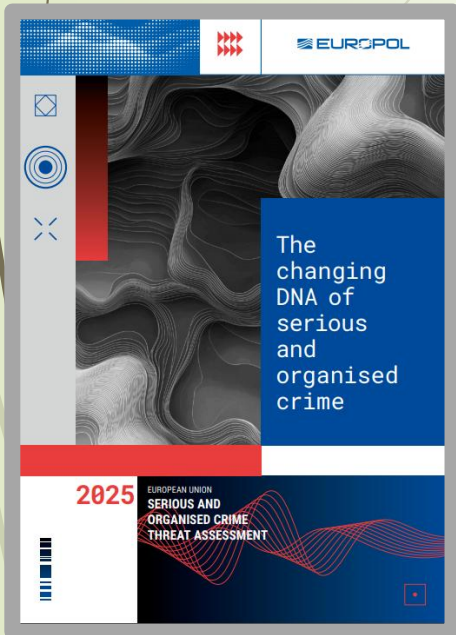 EUROPOL
The
changing
DNA of
serious
and
organised
crime
2025
EUROPEAN UNION
SERIOUS AND
ORGANISED CRIME
THREAT ASSESSMENT